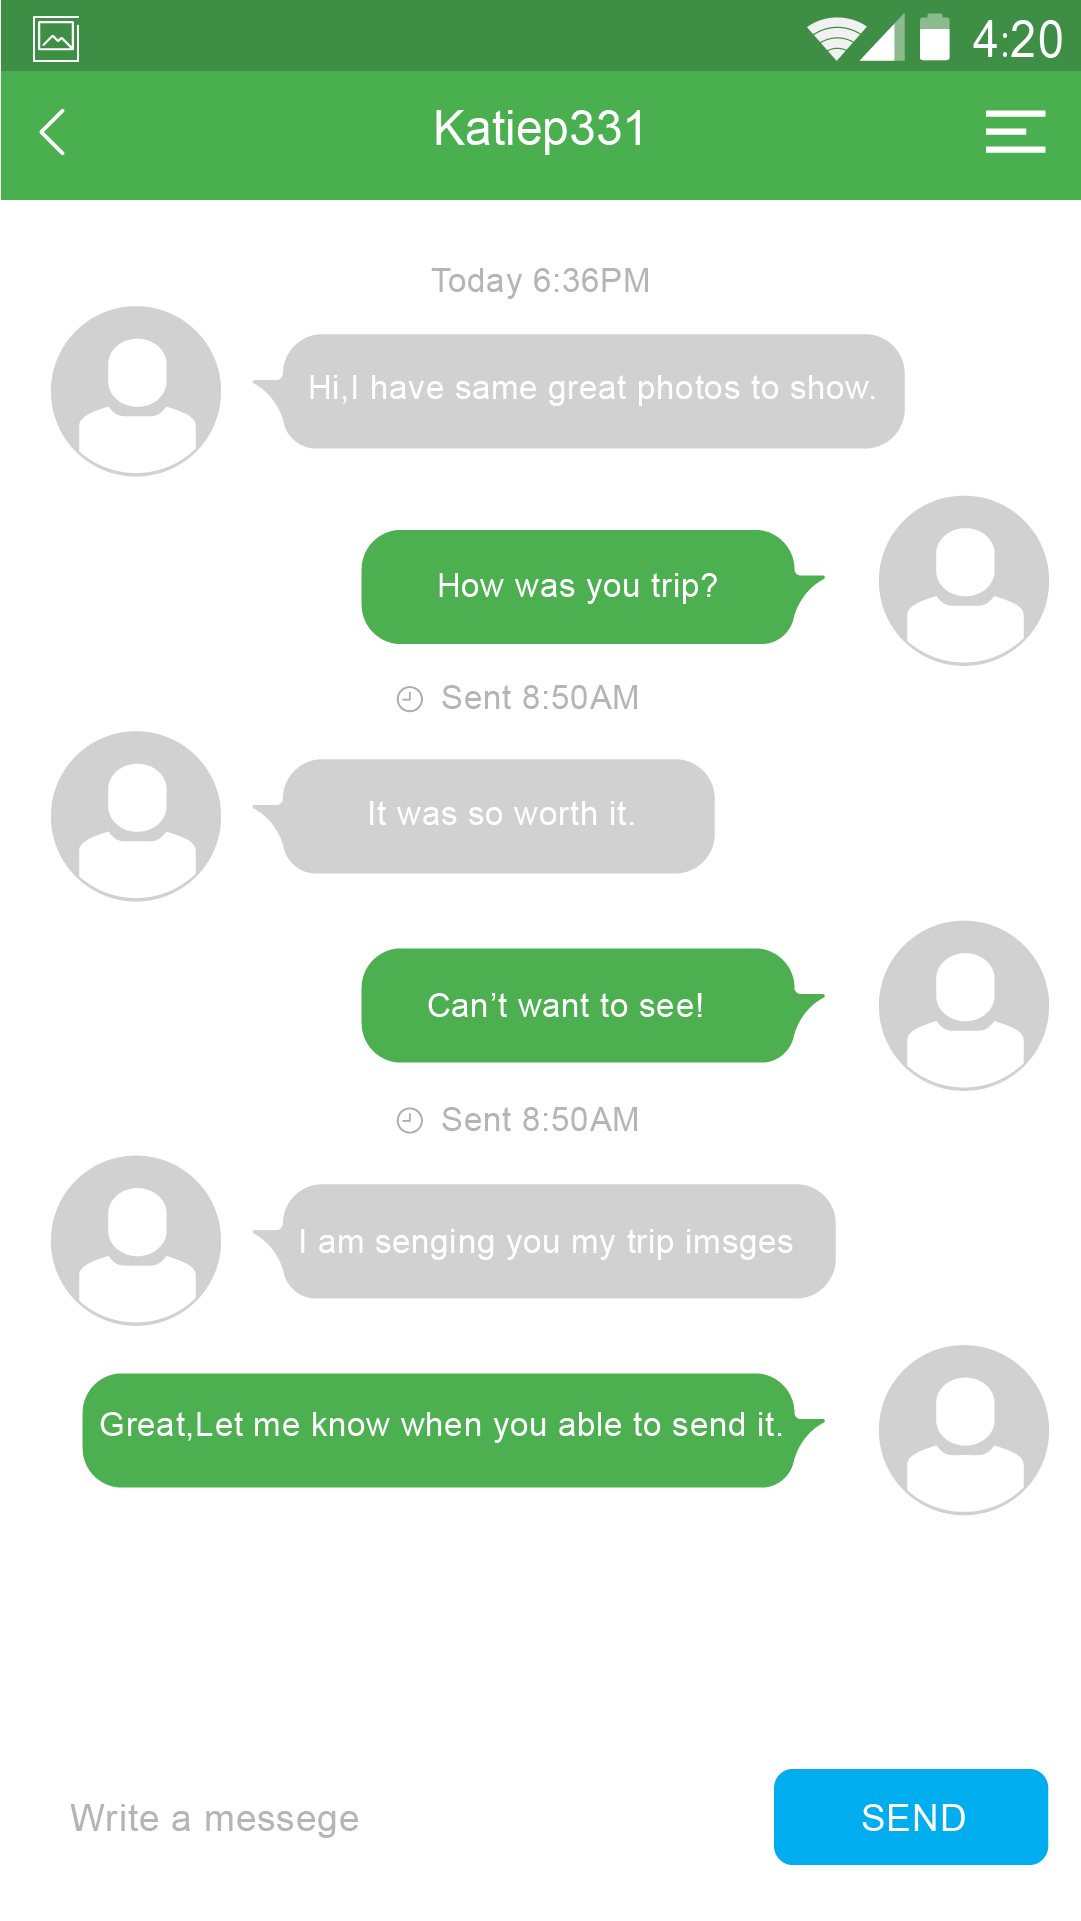 4:20
Katiep331
Today 6:36PM
Hi,I have same great photos to show.
How was you trip?
Sent 8:50AM
It was so worth it.
Can’t want to see!
Sent 8:50AM
I am senging you my trip imsges
Great,Let me know when you able to send it.
Write a messege
SEND